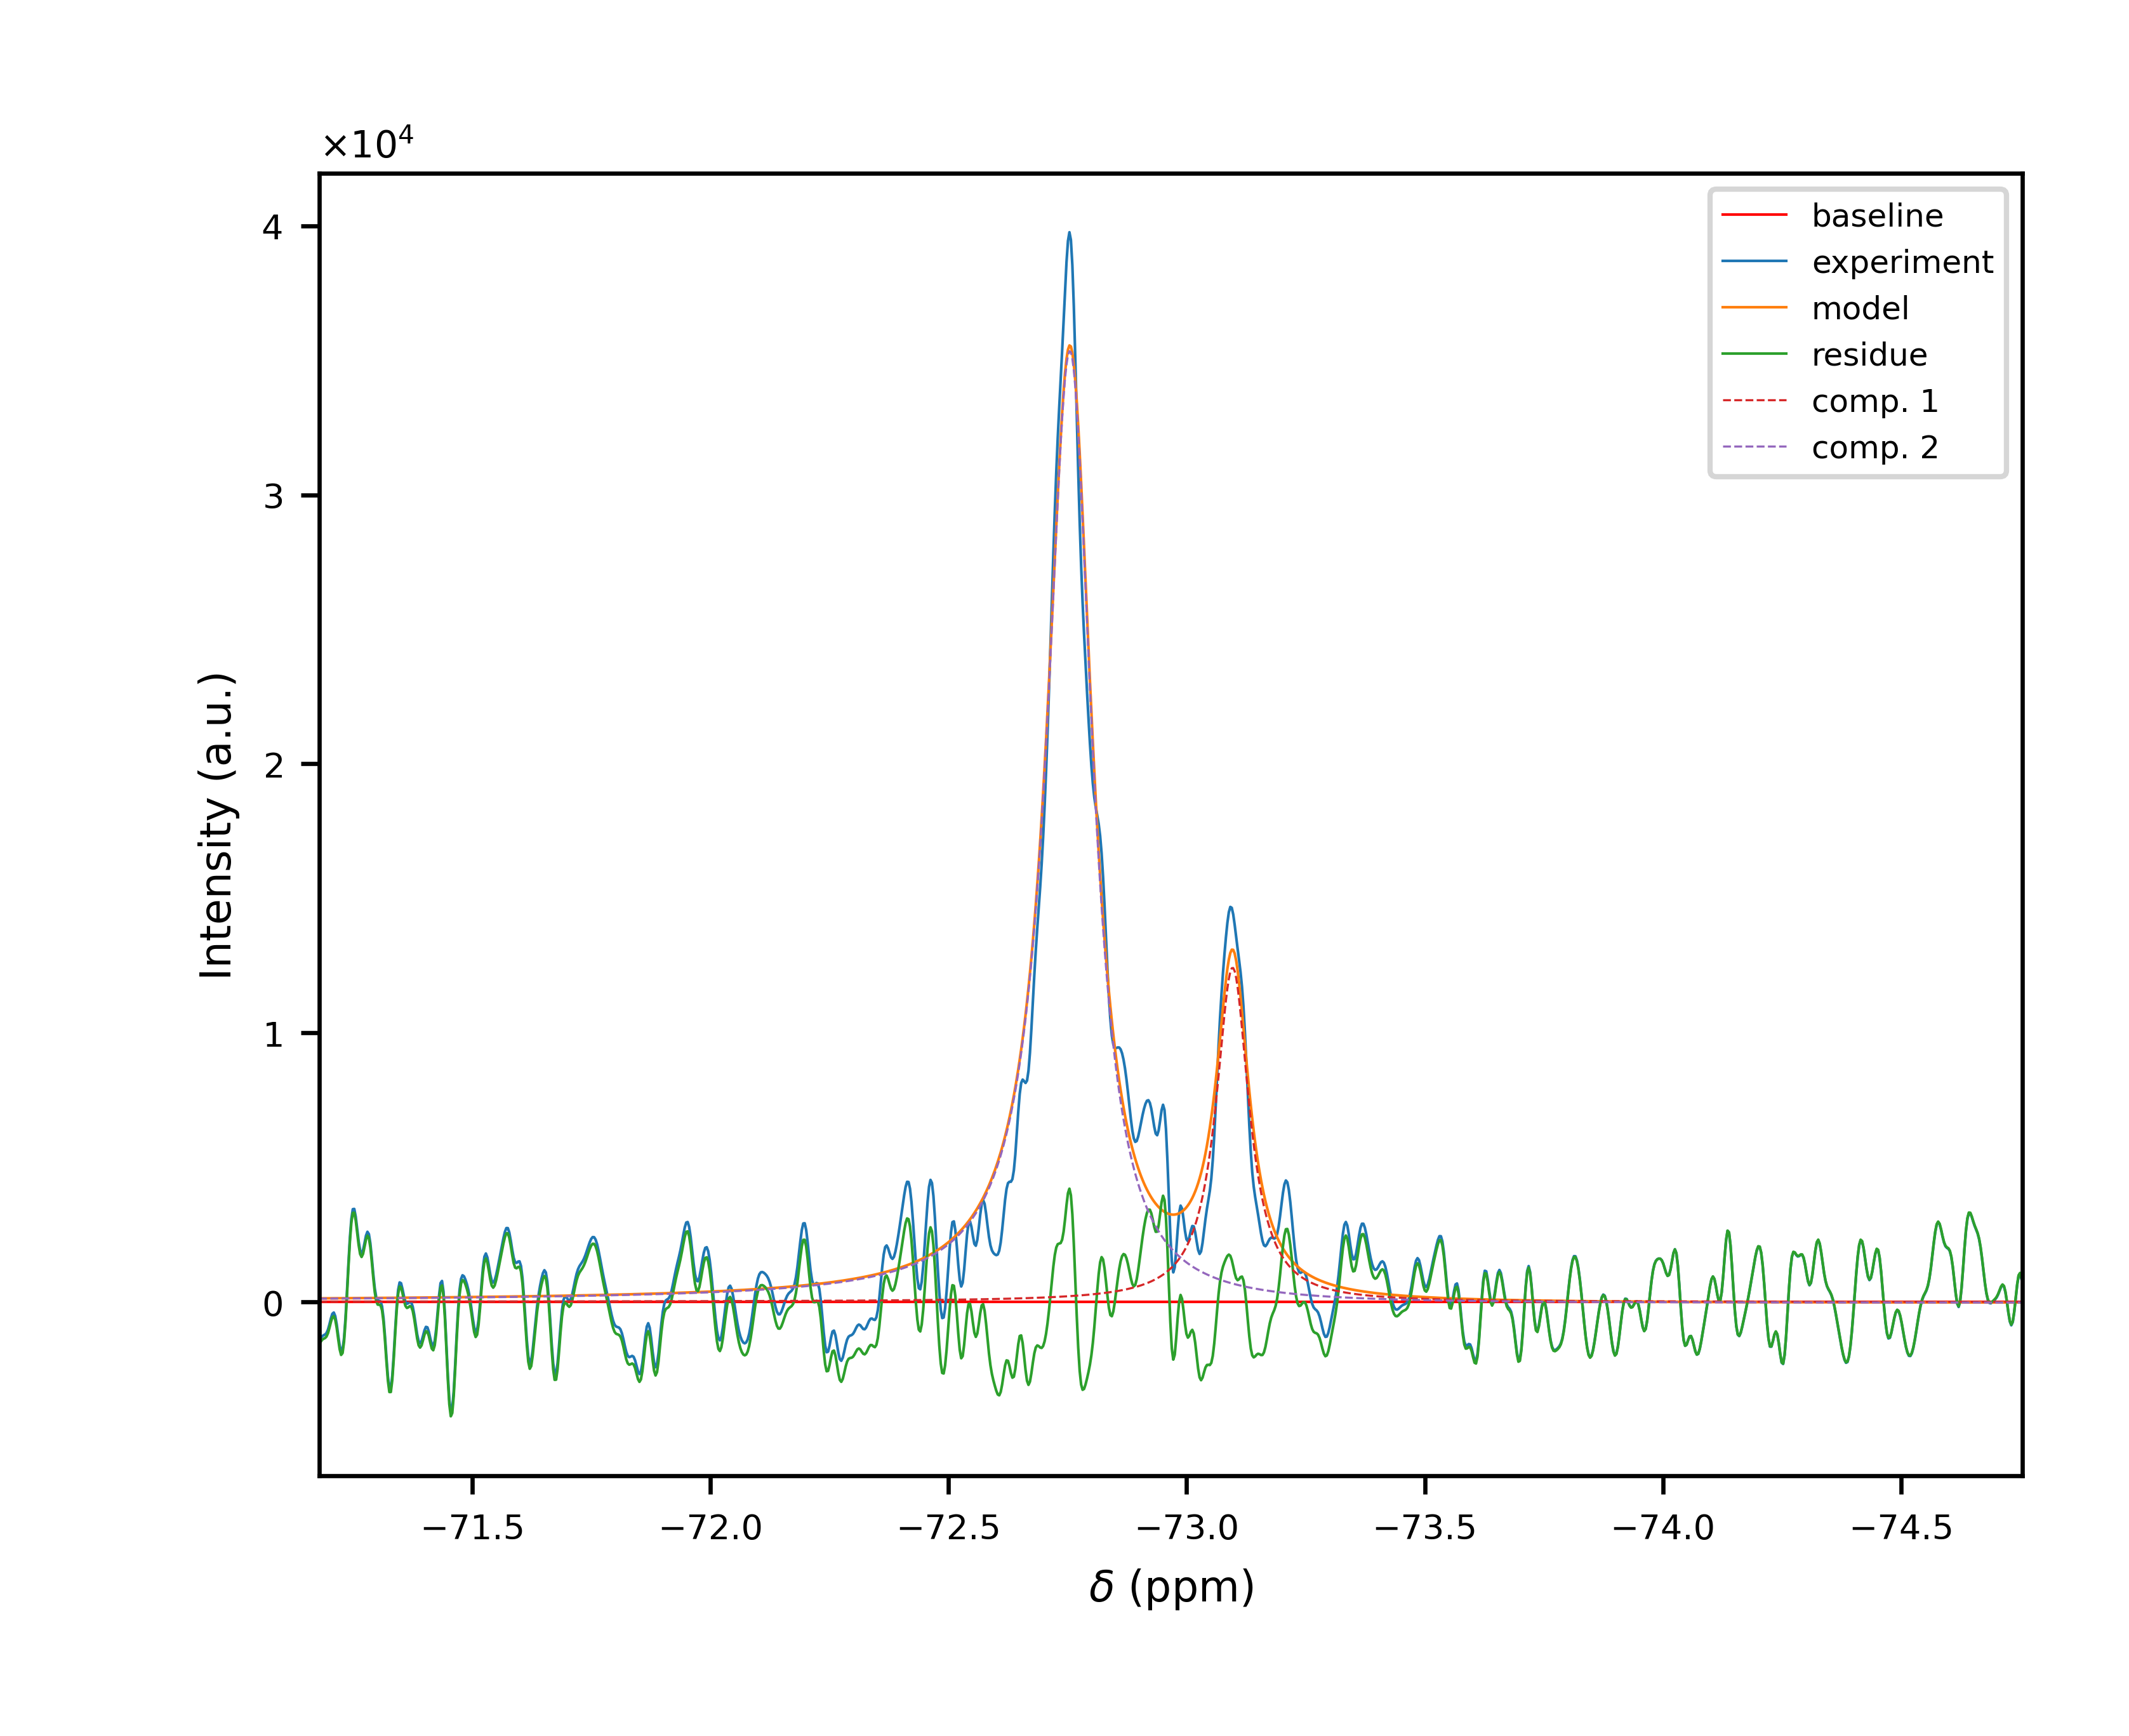 ×10⁴
4
3
2
1
0
Intensity (a.u.)
−71.5 −72.0 −72.5 −73.0 −73.5 −74.0 −74.5
δ (ppm)
baseline
experiment
model
residue
comp. 1
comp. 2